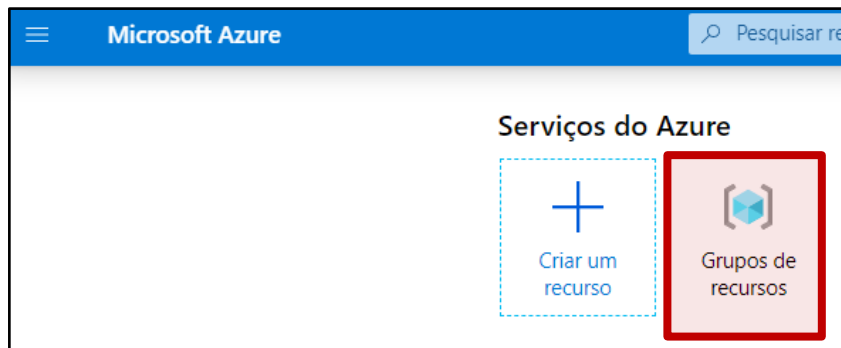 Microsoft Azure
Pesquisar re
Serviços do Azure
Criar um
recurso
Grupos de
recursos